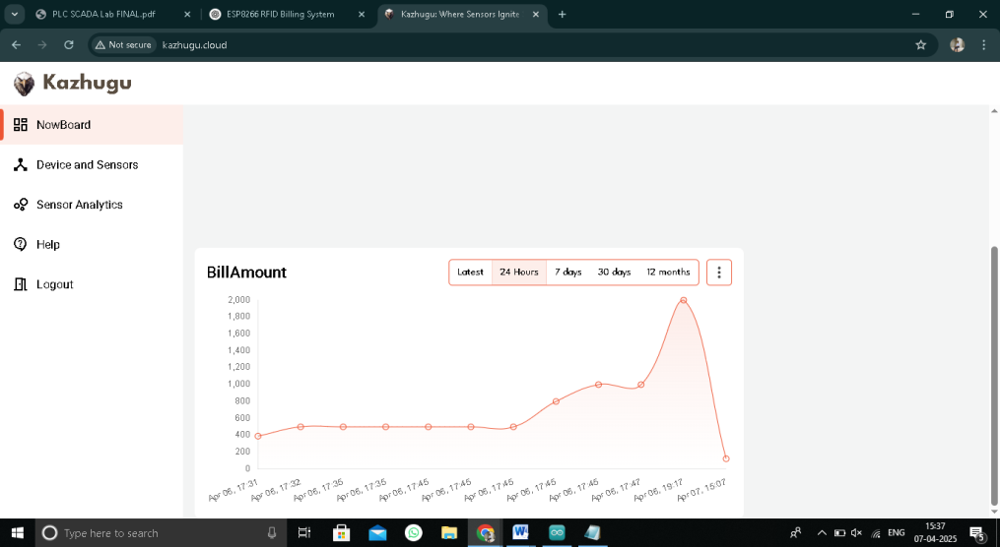 PLC SCADA Lab FINAL.pdf
ESP8266 RFID Billing System
Kazhugu: Where Sensors Ignite
Not secure
kazhugu.cloud
Kazhugu
NowBoard
Device and Sensors
Sensor Analytics
Help
Logout
BillAmount
Latest 24 Hours 7 days 30 days 12 months
2,000
1,800
1,600
1,400
1,200
1,000
800
600
400
200
0
Apr 06, 17:31
Apr 06, 17:32
Apr 06, 17:35
Apr 06, 17:35
Apr 06, 17:45
Apr 06, 17:45
Apr 06, 17:45
Apr 06, 17:45
Apr 06, 17:45
Apr 06, 17:47
Apr 06, 19:17
Apr 07, 15:07
Type here to search
ENG
15:37
07-04-2025
5